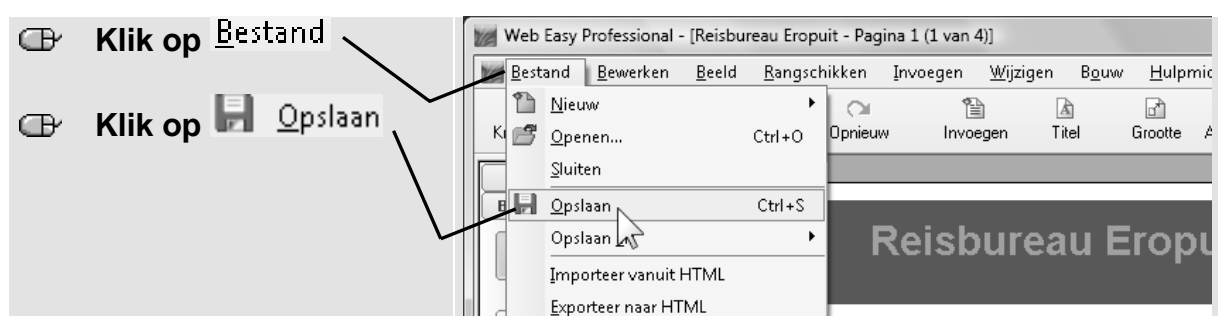 Klik op Bestand
Klik op Opslaan
Web Easy Professional - [Reisbureau Eropuit - Pagina 1 (1 van 4)]
Bestand Bewerken Beeld Rangschikken Invoegen Wijzigen Bouw
Nieuw
Opnieuw Invoegen Titel Grootte
Openen... Ctrl+O
Sluiten
Opslaan Ctrl+S
Opslaan
Reisbureau
Importeer vanuit HTML
Exporteer naar HTML